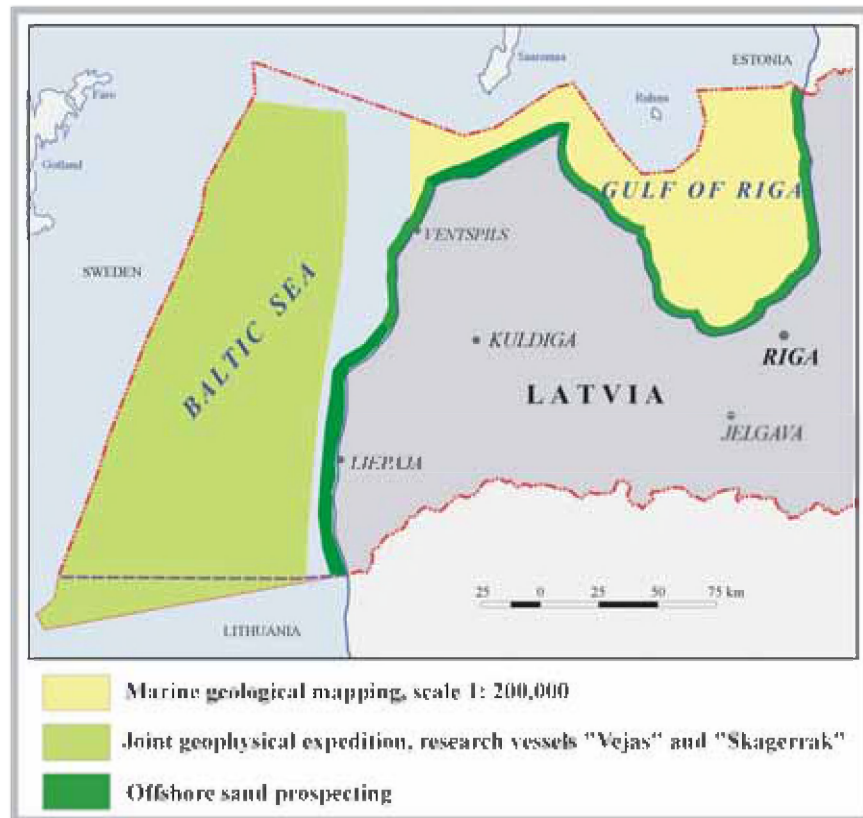 Saaremaa
ESTONIA
Faro
Ruhnu
Gotland
GULF OF RIGA
VENTSPILS
SWEDEN
BALTIC SEA
KULDIGA
RIGA
LATVIA
JELGAVA
LIEPAJA
25 0 25 50 75 km
LITHUANIA
Marine geological mapping, scale 1: 200,000
Joint geophysical expedition, research vessels "Vejas" and "Skagerrak"
Offshore sand prospecting